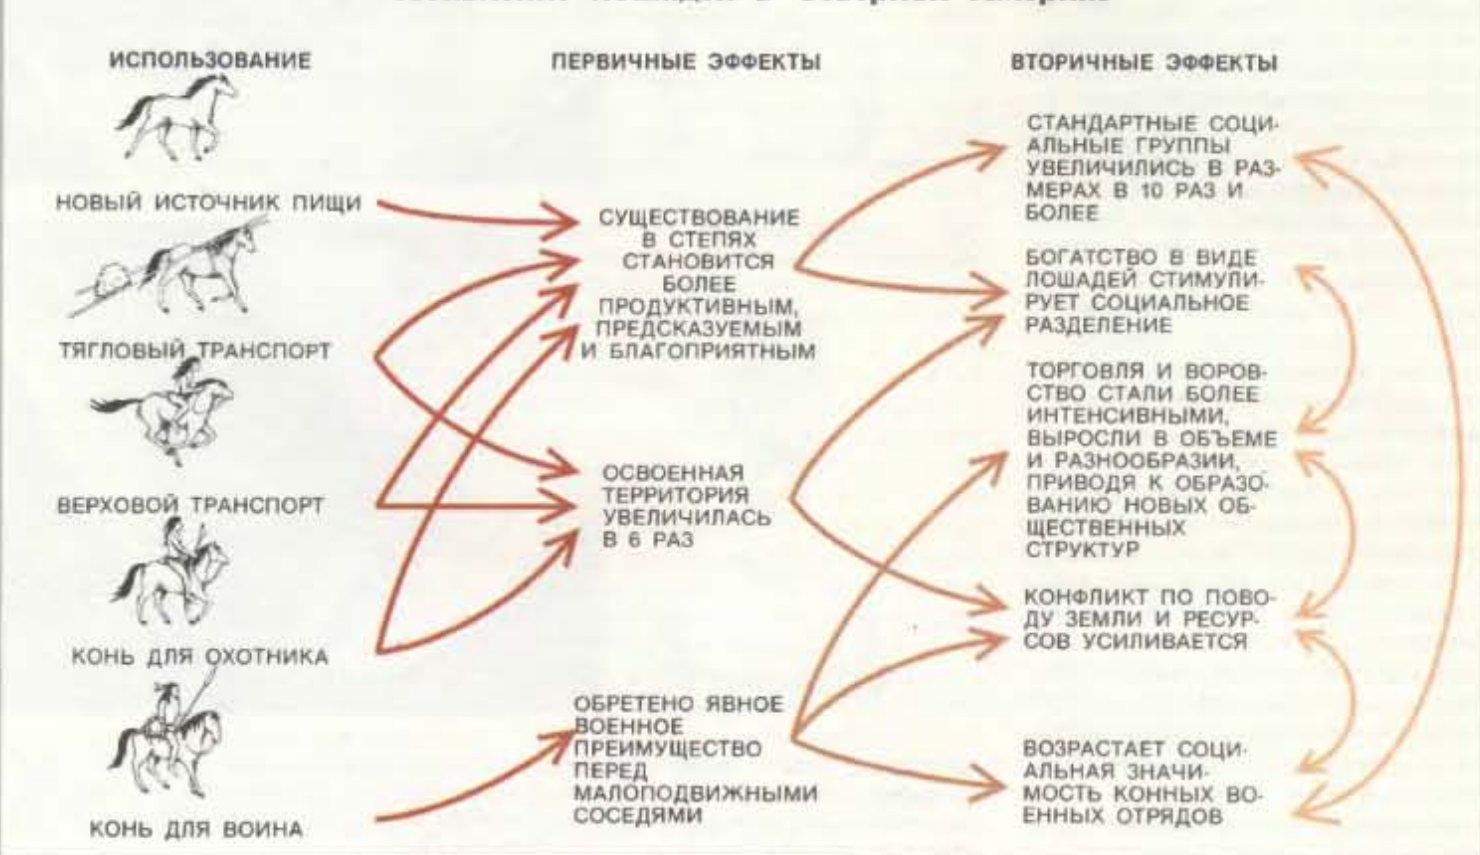 ИСПОЛЬЗОВАНИЕ
НОВЫЙ ИСТОЧНИК ПИЩИ
ТЯГЛОВЫЙ ТРАНСПОРТ
ВЕРХОВОЙ ТРАНСПОРТ
КОНЬ ДЛЯ ОХОТНИКА
КОНЬ ДЛЯ ВОИНА
ПЕРВИЧНЫЕ ЭФФЕКТЫ
СУЩЕСТВОВАНИЕ
В СТЕПЯХ
СТАНОВИТСЯ
БОЛЕЕ
ПРОДУКТИВНЫМ,
ПРЕДСКАЗУЕМЫМ
И БЛАГОПРИЯТНЫМ
ОСВОЕННАЯ
ТЕРРИТОРИЯ
УВЕЛИЧИЛАСЬ
В 6 РАЗ
ОБРЕТЕНО ЯВНОЕ
ВОЕННОЕ
ПРЕИМУЩЕСТВО
ПЕРЕД
МАЛОПОДВИЖНЫМИ
СОСЕДЯМИ
ВТОРИЧНЫЕ ЭФФЕКТЫ
СТАНДАРТНЫЕ СОЦИ-
АЛЬНЫЕ ГРУППЫ
УВЕЛИЧИЛИСЬ В РАЗ-
МЕРАХ В 10 РАЗ И
БОЛЕЕ
БОГАТСТВО В ВИДЕ
ЛОШАДЕЙ СТИМУЛИ-
РУЕТ СОЦИАЛЬНОЕ
РАЗДЕЛЕНИЕ
ТОРГОВЛЯ И ВОРОВ-
СТВО СТАЛИ БОЛЕЕ
ИНТЕНСИВНЫМИ,
ВЫРОСЛИ В ОБЪЕМЕ
И РАЗНООБРАЗИИ,
ПРИВОДЯ К ОБРАЗО-
ВАНИЮ НОВЫХ ОБ-
ЩЕСТВЕННЫХ
СТРУКТУР
КОНФЛИКТ ПО ПОВО-
ДУ ЗЕМЛИ И РЕСУР-
СОВ УСИЛИВАЕТСЯ
ВОЗРАСТАЕТ СОЦИ-
АЛЬНАЯ ЗНАЧИ-
МОСТЬ КОННЫХ ВО-
ЕННЫХ ОТРЯДОВ